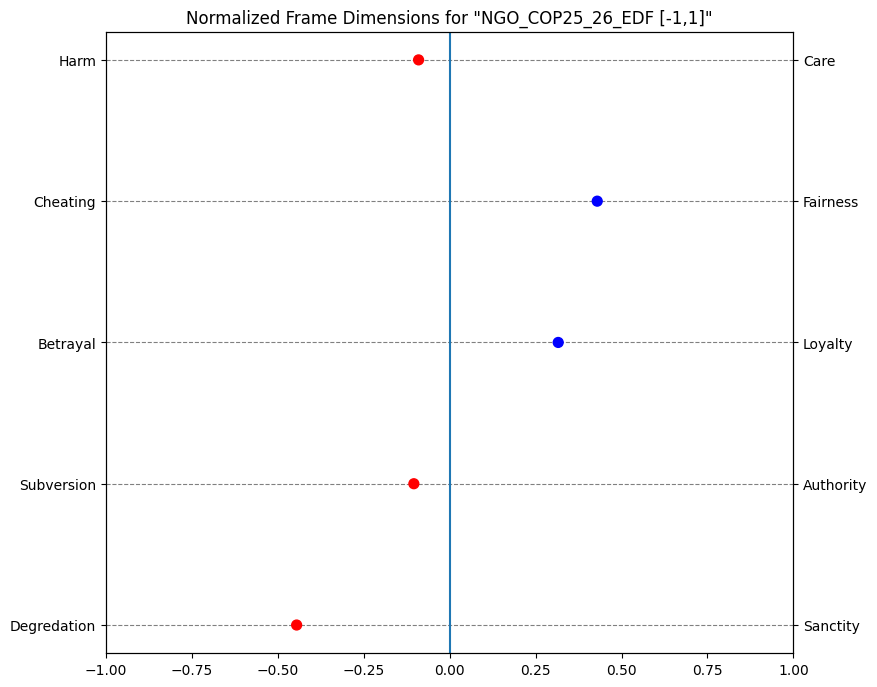 Normalized Frame Dimensions for "NGO_COP25_26_EDF [-1,1]"
Harm Care
Cheating Fairness
Betrayal Loyalty
Subversion Authority
Degredation Sanctity
−1.00 −0.75 −0.50 −0.25 0.00 0.25 0.50 0.75 1.00